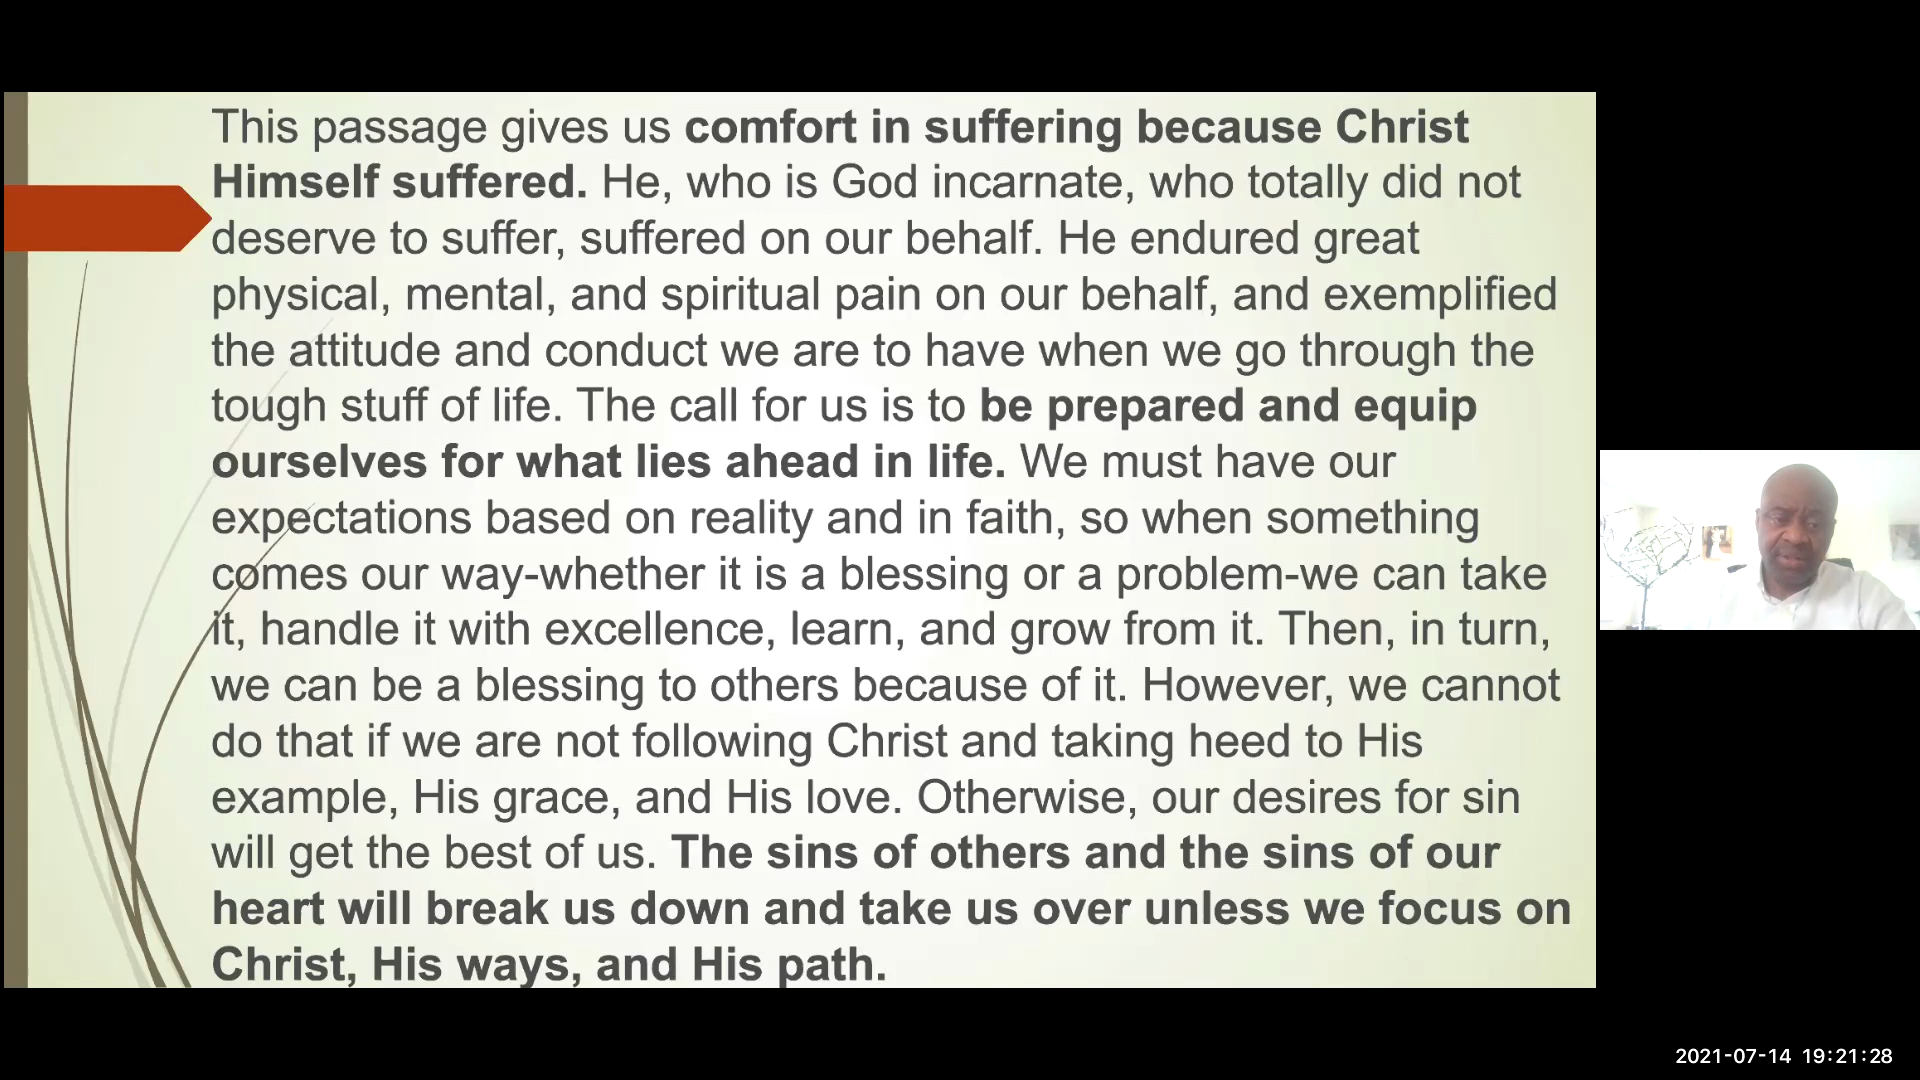 This passage gives us comfort in suffering because Christ
Himself suffered. He, who is God incarnate, who totally did not
deserve to suffer, suffered on our behalf. He endured great
physical, mental, and spiritual pain on our behalf, and exemplified
the attitude and conduct we are to have when we go through the
tough stuff of life. The call for us is to be prepared and equip
ourselves for what lies ahead in life. We must have our
expectations based on reality and in faith, so when something
comes our way-whether it is a blessing or a problem-we can take
it, handle it with excellence, learn, and grow from it. Then, in turn,
we can be a blessing to others because of it. However, we cannot
do that if we are not following Christ and taking heed to His
example, His grace, and His love. Otherwise, our desires for sin
will get the best of us. The sins of others and the sins of our
heart will break us down and take us over unless we focus on
Christ, His ways, and His path.
2021-07-14 19:21:28